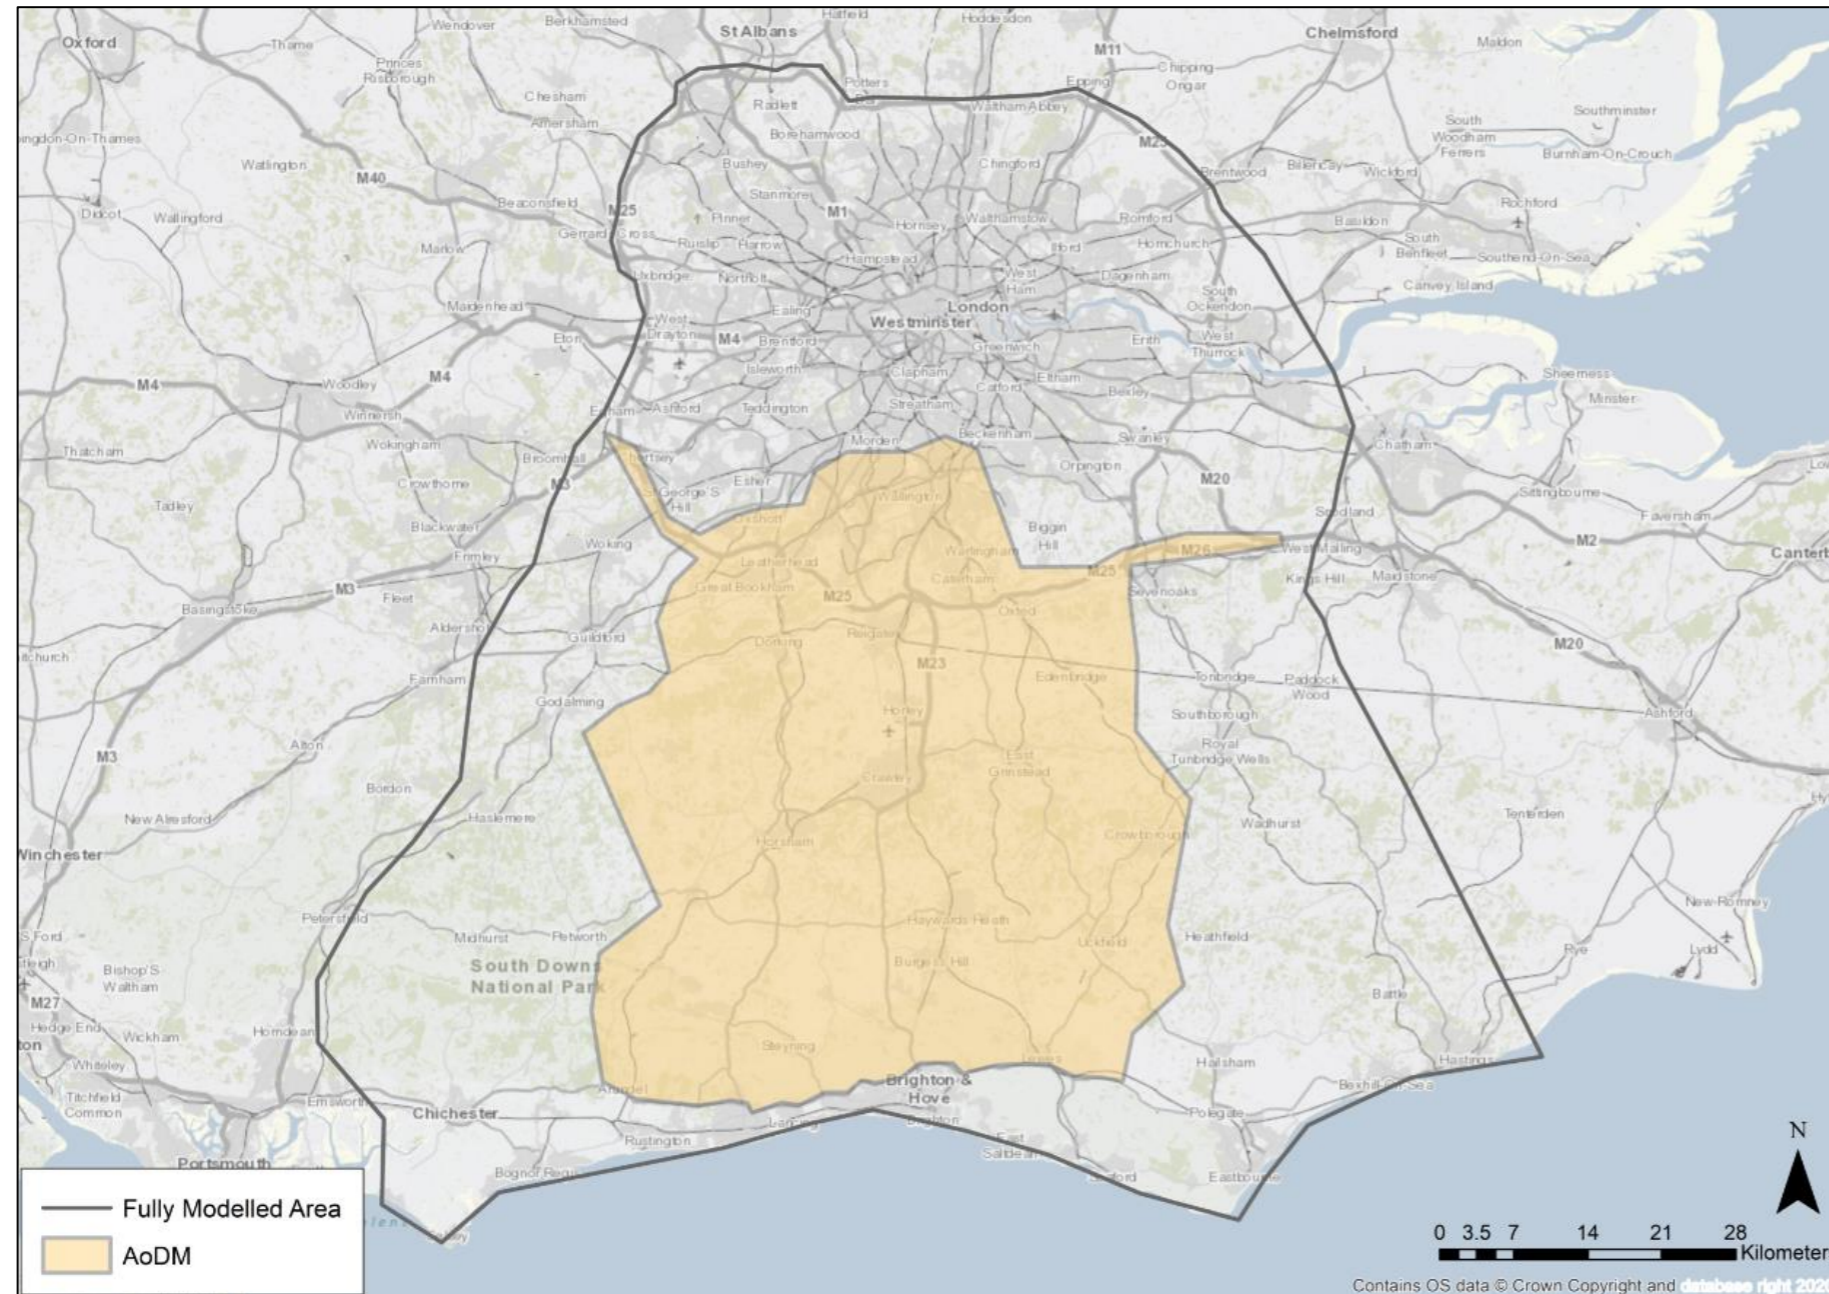 Berkhamsted
Hatfield
Hoddesdon
Wendover
St Albans
Chelmsford
Oxford
Thame
M11
Maldon
Princes
Risborough
Potters
Bar
Epping
Chipping
Ongar
Chesham
Radlett
Waltham Abbey
Amersham
Southminster
ingdon-On-Thames
Borehamwood
M25
South
Woodham
Ferrers
Watlington
Bushey
Chingford
Burnham-On-Crouch
M40
Brentwood
Billericay
Wickford
Stanmore
Beaconsfield
Didcot
Wallingford
M25
Pinner
M1
Hornsey
Walthamstow
Romford
Basildon
Rochford
Gerrard Cross
Marlow
Ruislip
Harrow
Ilford
Hornchurch
South
Benfleet
Southend-On-Sea
Hampstead
Uxbridge
Northolt
West
Ham
Dagenham
South
Ockendon
Canvey Island
Maidenhead
West
Drayton
Ealing
London
Westminster
Eton
M4
Brentford
Greenwich
Erith
West
Thurrock
Isleworth
Clapham
Catford
Eltham
Bexley
Sheerness
Minster
M4
Woodley
M4
Winnersh
Egham
Ashford
Teddington
Streatham
Thatcham
Wokingham
Broomhall
Chertsey
Morden
Beckenham
Swanley
Chatham
Crowthorne
M3
St George's
Hill
Esher
Orpington
M20
Wallington
Sittingbourne
Tadley
Blackwater
Oxshott
Biggin
Hill
Snodland
Faversham
Frimley
Woking
Leatherhead
Warlingham
M26
West Malling
M2
Cantert
Great Bookham
Caterham
M25
Kings Hill
Maidstone
Basingstoke
M3
Fleet
M25
Sevenoaks
Aldershot
Guildford
Dorking
Reigate
Oxted
M20
itchurch
Farnham
M23
Edenbridge
Tonbridge
Paddock
Wood
Godalming
Horley
Southborough
Ashford
M3
Alton
Royal
Tunbridge Wells
Bordon
Crawley
East
Grinstead
New Alresford
Haslemere
Horsham
Crowborough
Wadhurst
Tenterden
Winchester
Petersfield
Haywards Heath
New Romney
Midhurst
Petworth
Uckfield
Heathfield
Rye
Lydd
South Downs
National Park
Burgess Hill
Bishop'S
Waltham
Battle
M27
Hedge End
Wickham
Horndean
Steyning
Lewes
Hailsham
Hastings
Whiteley
Arundel
Brighton &
Hove
Bexhill-On-Sea
Titchfield
Common
Emsworth
Chichester
Lancing
Brighton
Polegate
Rustington
East
Saltdean
Portsmouth
Bognor Regis
Seaford
Eastbourne
Selsey
N
Fully Modelled Area
AoDM
0 3.5 7 14 21 28
Kilometer
Contains OS data © Crown Copyright and database right 2020